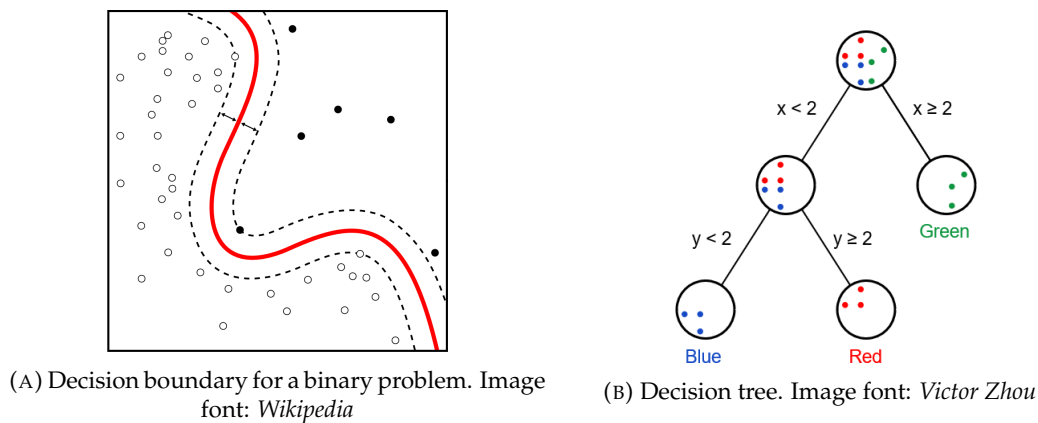 (A) Decision boundary for a binary problem. Image
font: Wikipedia
x < 2
x ≥ 2
Green
y < 2
y ≥ 2
Blue
Red
(B) Decision tree. Image font: Victor Zhou